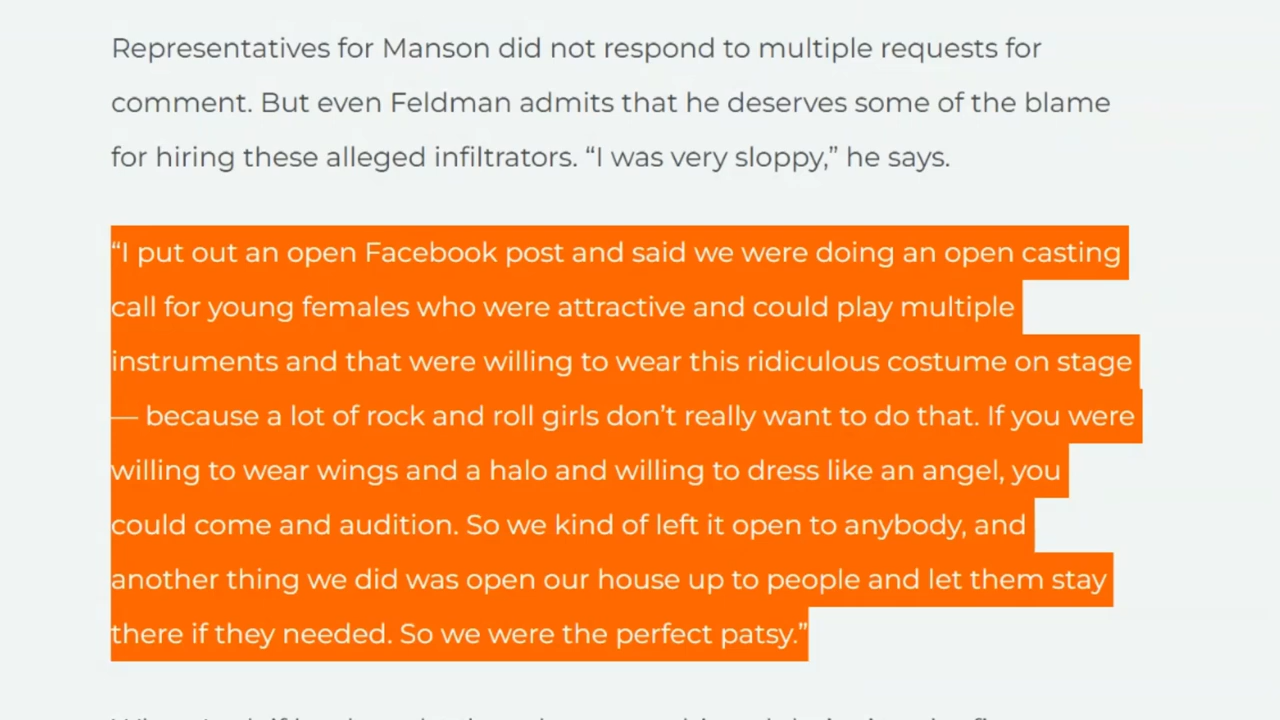 Representatives for Manson did not respond to multiple requests for
comment. But even Feldman admits that he deserves some of the blame
for hiring these alleged infiltrators. “I was very sloppy,” he says.
“I put out an open Facebook post and said we were doing an open casting
call for young females who were attractive and could play multiple
instruments and that were willing to wear this ridiculous costume on stage
— because a lot of rock and roll girls don’t really want to do that. If you were
willing to wear wings and a halo and willing to dress like an angel, you
could come and audition. So we kind of left it open to anybody, and
another thing we did was open our house up to people and let them stay
there if they needed. So we were the perfect patsy.”